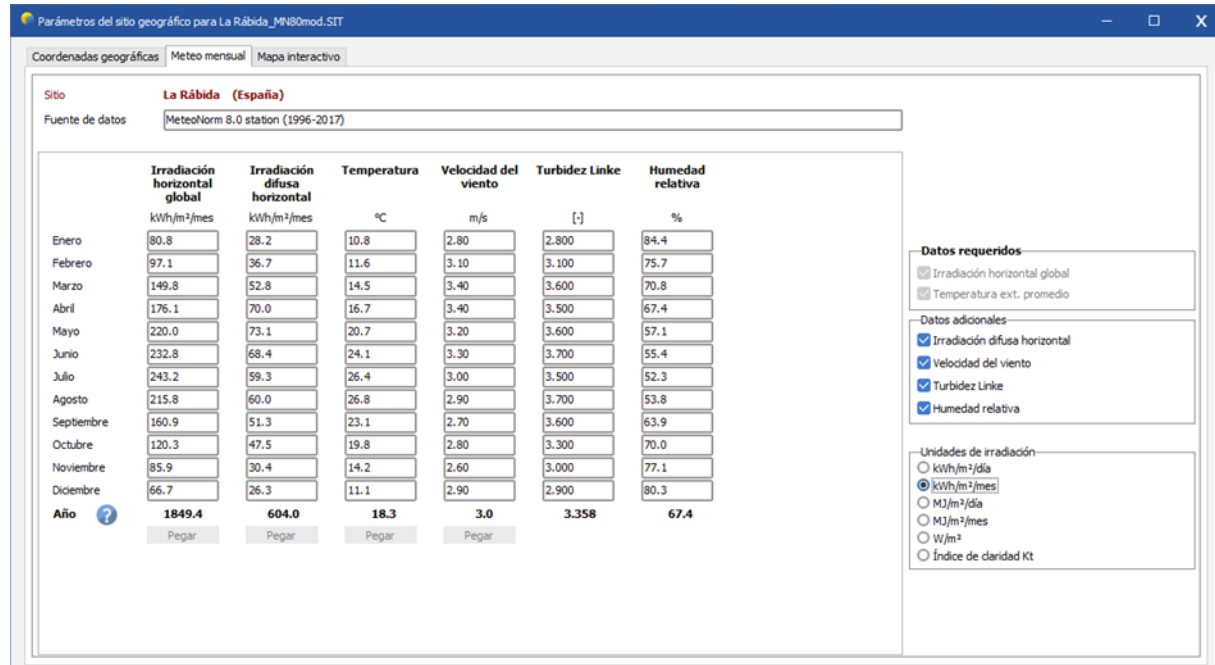 Parámetros del sitio geográfico para La Rábida_MN80mod.SIT
Coordenadas geográficas Meteo mensual Mapa interactivo
Sitio La Rábida (España)
Fuente de datos MeteoNorm 8.0 station (1996-2017)
Irradiación horizontal global Irradiación difusa horizontal Temperatura Velocidad del viento Turbidez Linke Humedad relativa
kWh/m²/mes kWh/m²/mes ºC m/s [-] %
Enero 80.8 28.2 10.8 2.80 2.800 84.4
Febrero 97.1 36.7 11.6 3.10 3.100 75.7
Marzo 149.8 52.8 14.5 3.40 3.600 70.8
Abril 176.1 70.0 16.7 3.40 3.500 67.4
Mayo 220.0 73.1 20.7 3.20 3.600 57.1
Junio 232.8 68.4 24.1 3.30 3.700 55.4
Julio 243.2 59.3 26.4 3.00 3.500 52.3
Agosto 215.8 60.0 26.8 2.90 3.700 53.8
Septiembre 160.9 51.3 23.1 2.70 3.600 63.9
Octubre 120.3 47.5 19.8 2.80 3.300 70.0
Noviembre 85.9 30.4 14.2 2.60 3.000 77.1
Diciembre 66.7 26.3 11.1 2.90 2.900 80.3
Año ? 1849.4 604.0 18.3 3.0 3.358 67.4
Pegar Pegar Pegar Pegar
Datos requeridos
Irradiación horizontal global
Temperatura ext. promedio
Datos adicionales
Irradiación difusa horizontal
Velocidad del viento
Turbidez Linke
Humedad relativa
Unidades de irradiación
kWh/m²/día
kWh/m²/mes
MJ/m²/día
MJ/m²/mes
W/m²
Índice de claridad Kt